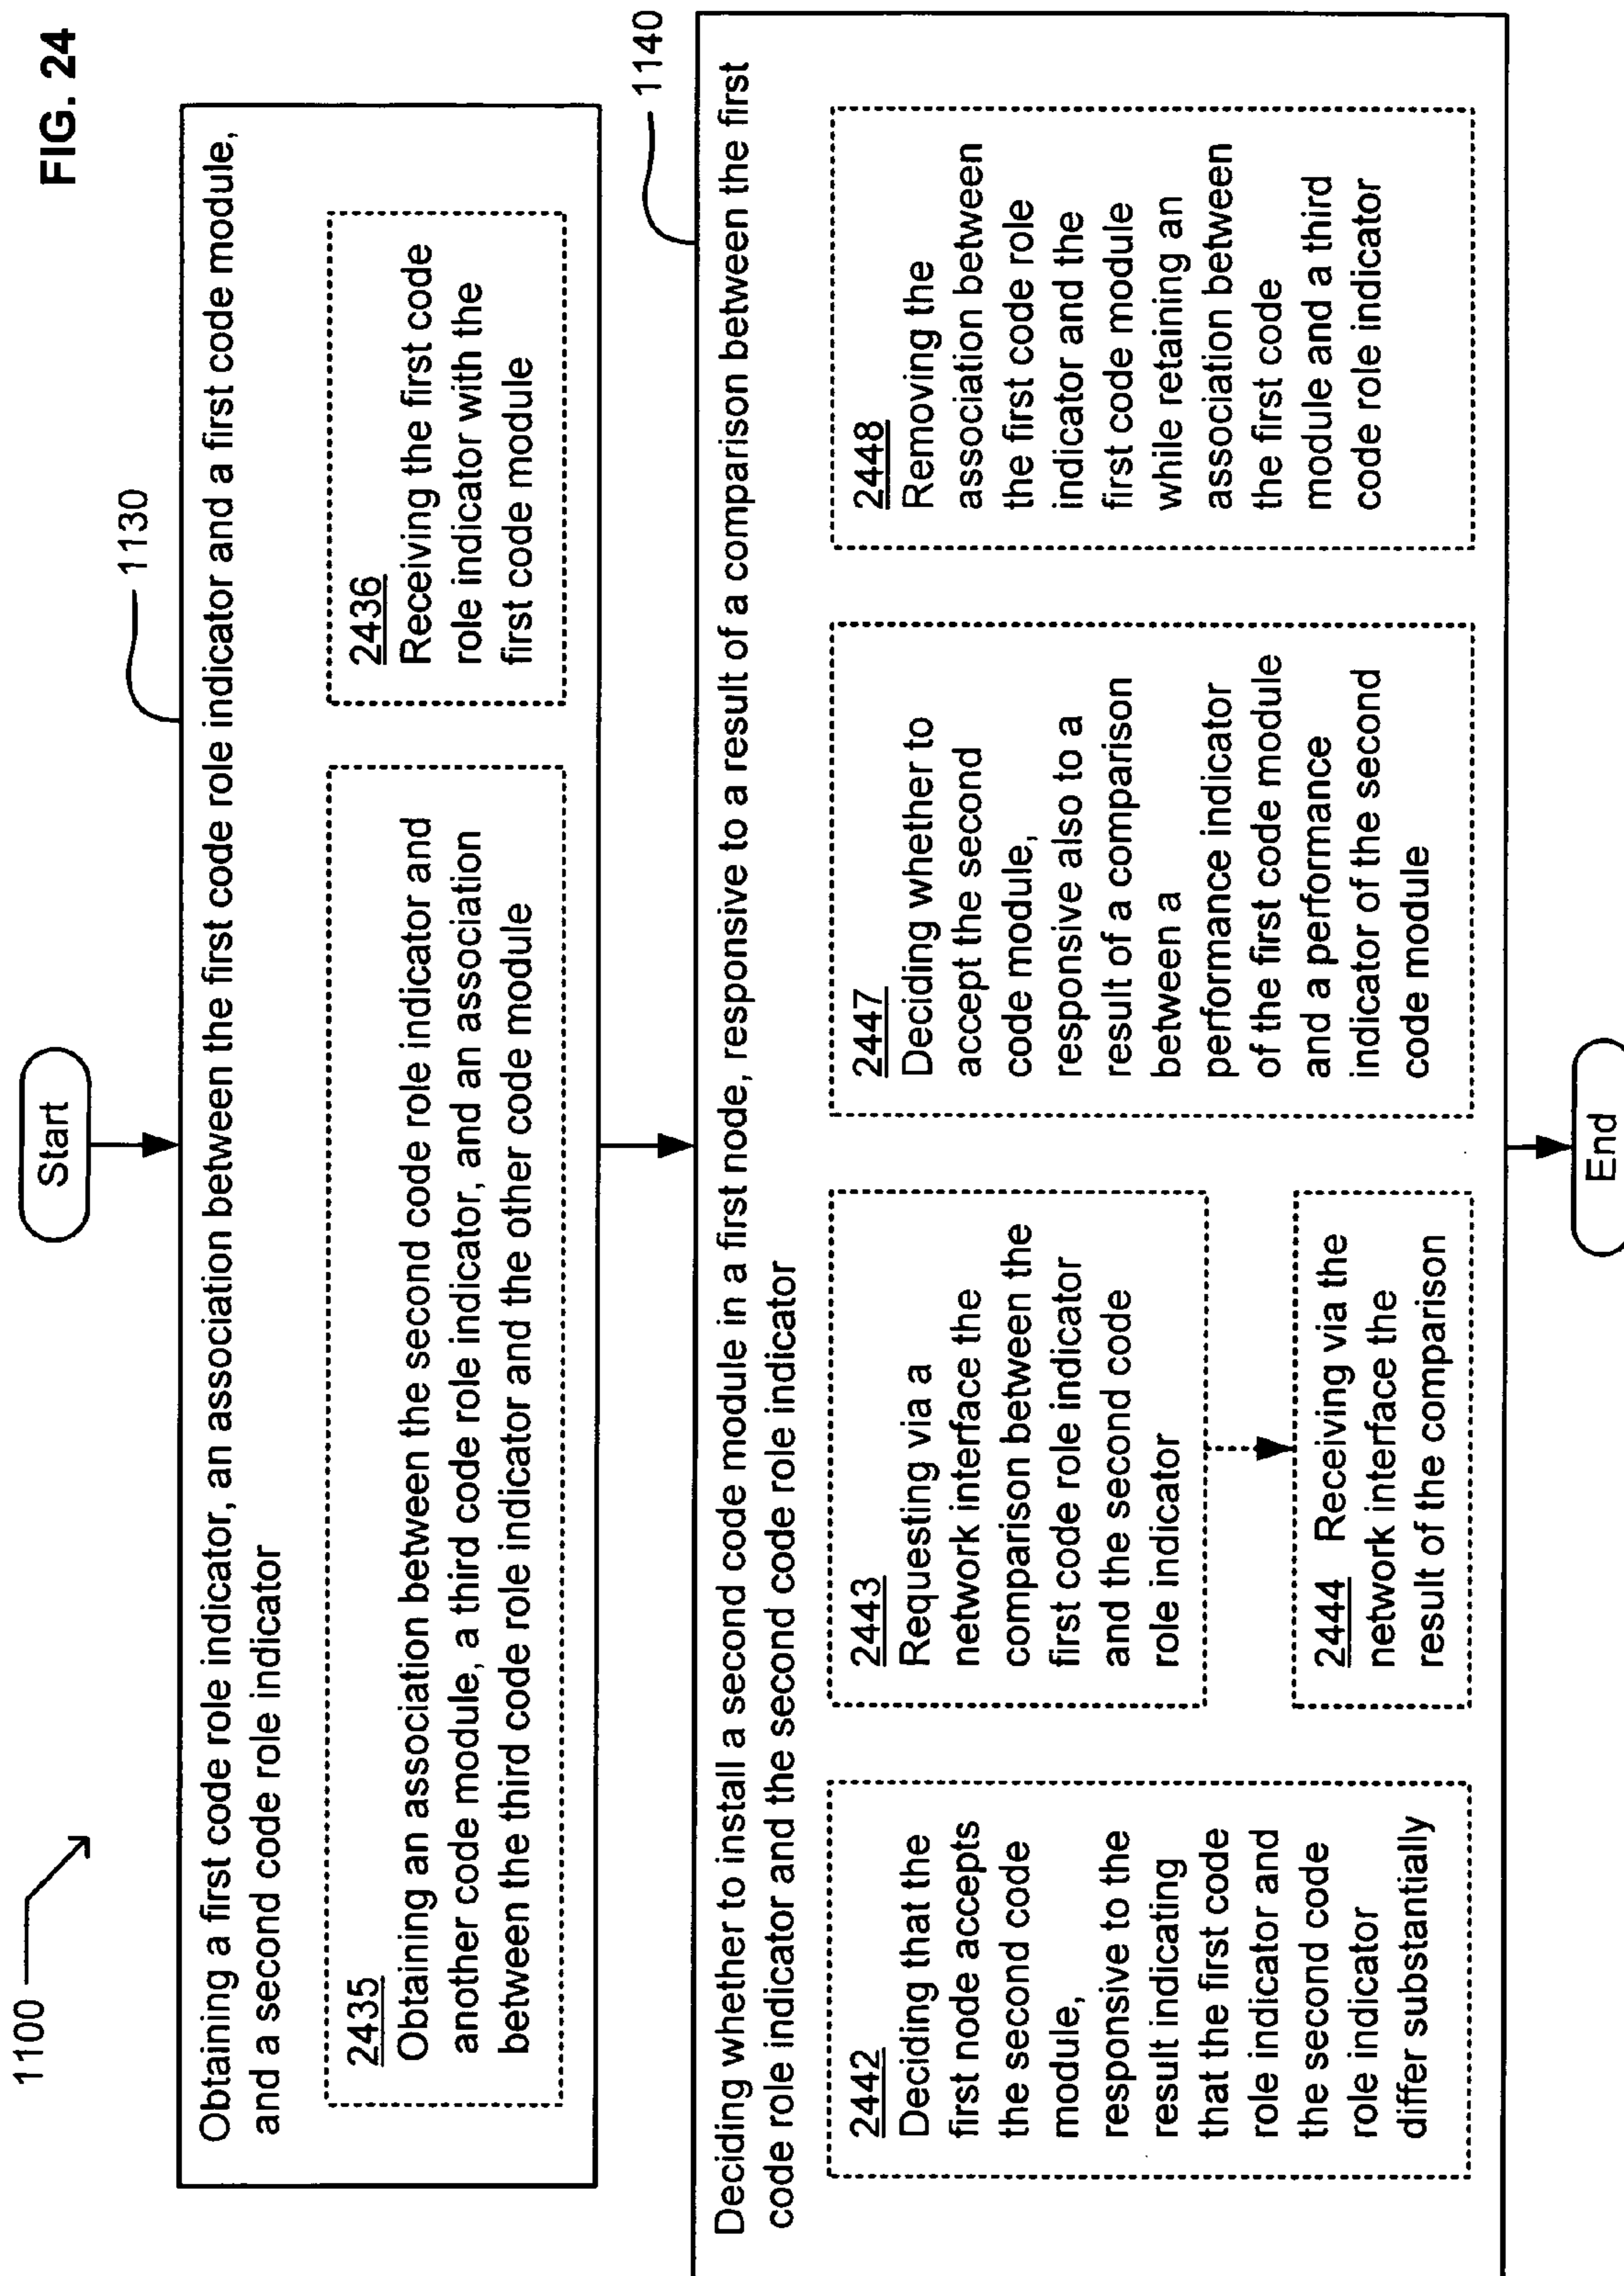 FIG. 24
1100
Start
1130
Obtaining a first code role indicator, an association between the first code role indicator and a first code module,
and a second code role indicator
2435
Obtaining an association between the second code role indicator and
another code module, a third code role indicator, and an association
between the third code role indicator and the other code module
2436
Receiving the first code
role indicator with the
first code module
1140
Deciding whether to install a second code module in a first node, responsive to a result of a comparison between the first
code role indicator and the second code role indicator
2442
Deciding that the
first node accepts
the second code
module,
responsive to the
result indicating
that the first code
role indicator and
the second code
role indicator
differ substantially
2443
Requesting via a
network interface the
comparison between the
first code role indicator
and the second code
role indicator
2444 Receiving via the
network interface the
result of the comparison
2447
Deciding whether to
accept the second
code module,
responsive also to a
result of a comparison
between a
performance indicator
of the first code module
and a performance
indicator of the second
code module
2448
Removing the
association between
the first code role
indicator and the
first code module
while retaining an
association between
the first code
module and a third
code role indicator
End